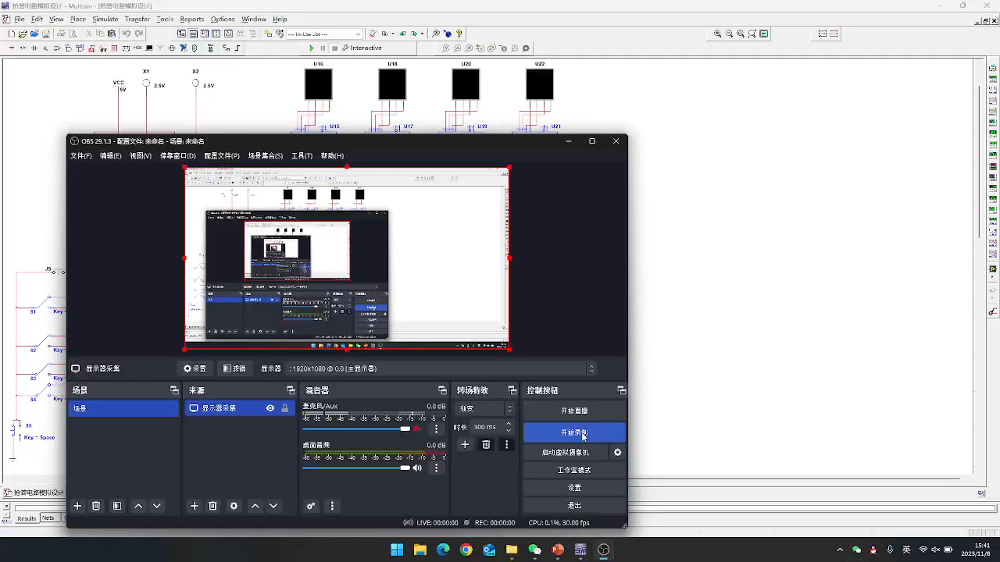 抢答电路模拟设计 - Multisim - [抢答电路模拟设计]
File Edit View Place Simulate Transfer Tools Reports Options Window Help
--- In-Use List ---
Interactive
U16 U18 U20 U22
X1 X2
VCC 2.5V 2.5V
5V
U15 U17 U19 U21
OBS 29.1.3 - 配置文件: 未命名 - 场景: 未命名
文件(F) 编辑(E) 视图(V) 停靠窗口(D) 配置文件(P) 场景集合(S) 工具(T) 帮助(H)
J5
S1 Key
S2 Key
S3 Key
S4 Key
S5
Key = Space
显示器采集 设置 滤镜 显示器 : 1920x1080 @ 0,0 (主显示器)
场景 来源 混音器 转场特效 控制按钮
场景
显示器采集
麦克风/Aux 0.0 dB
-60 -55 -50 -45 -40 -35 -30 -25 -20 -15 -10 -5 0
桌面音频 0.0 dB
-60 -55 -50 -45 -40 -35 -30 -25 -20 -15 -10 -5 0
渐变
时长 300 ms
开始直播
开始录制
启动虚拟摄像机
工作室模式
设置
退出
LIVE: 00:00:00 REC: 00:00:00 CPU: 0.1%, 30.00 fps
抢答电路模拟设计
Results Nets
英
15:41
2023/11/8